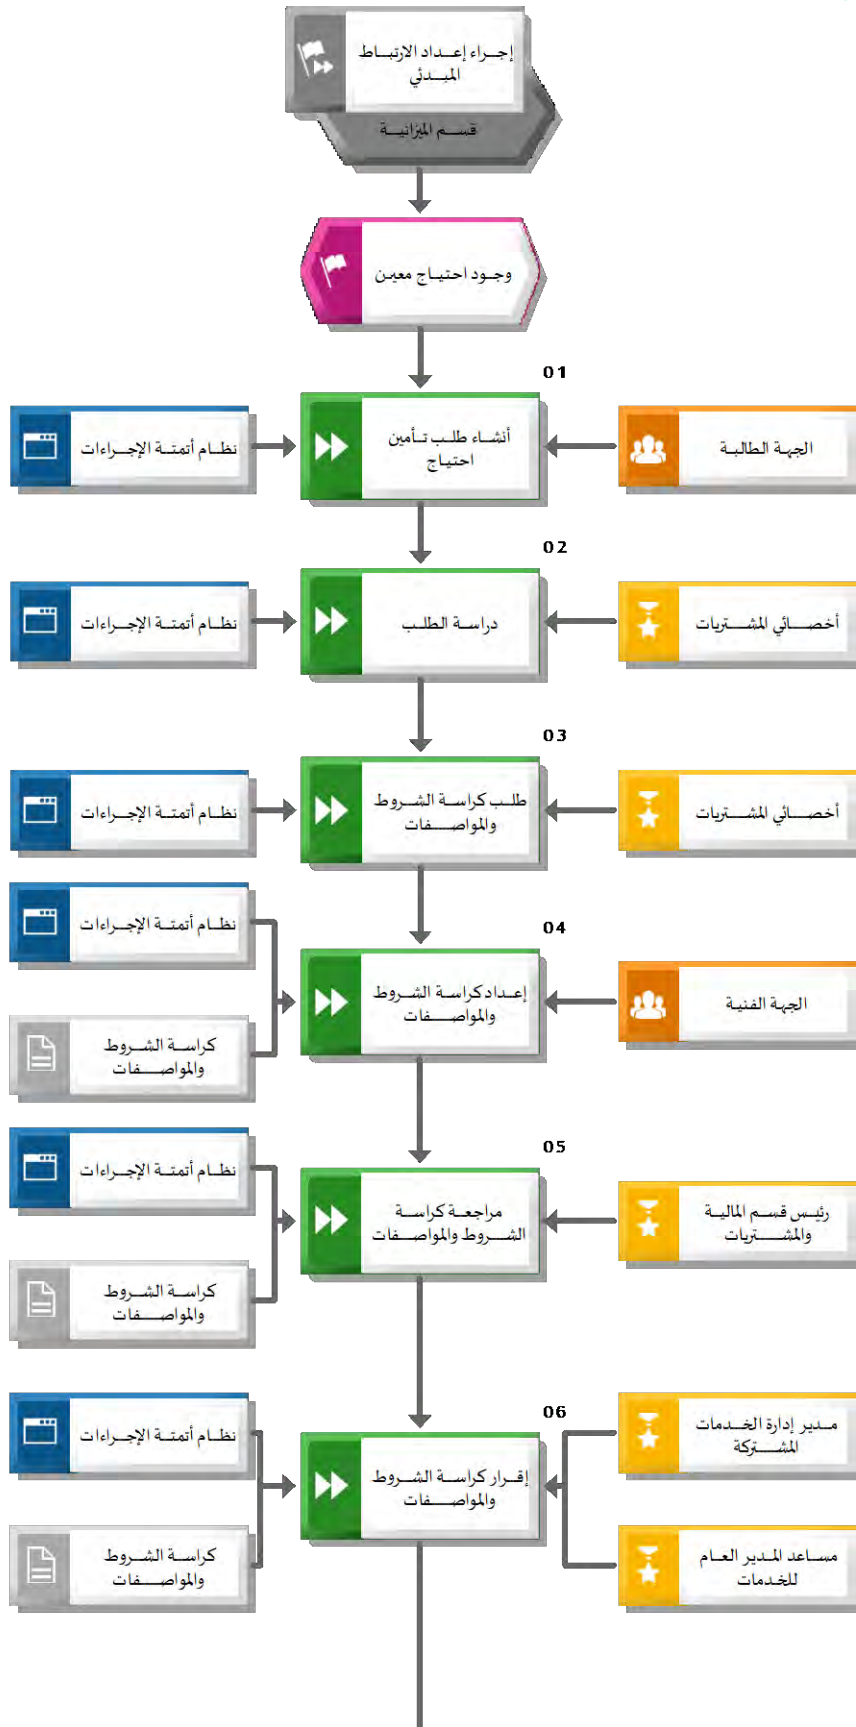 إجراء إعداد الارتباط
المبدئي
قسم الميزانية
وجود احتياج معين
01
الجهة الطالبة
أنشاء طلب تأمين
احتياج
نظام أتمتة الإجراءات
02
أخصائي المشتريات
دراسة الطلب
نظام أتمتة الإجراءات
03
أخصائي المشتريات
طلب كراسة الشروط
والمواصفات
نظام أتمتة الإجراءات
04
الجهة الفنية
إعداد كراسة الشروط
والمواصفات
نظام أتمتة الإجراءات
كراسة الشروط
والمواصفات
05
رئيس قسم المالية
والمشتريات
مراجعة كراسة
الشروط والمواصفات
نظام أتمتة الإجراءات
كراسة الشروط
والمواصفات
06
مدير إدارة الخدمات
المشتركة
مساعد المدير العام
للخدمات
إقرار كراسة الشروط
والمواصفات
نظام أتمتة الإجراءات
كراسة الشروط
والمواصفات